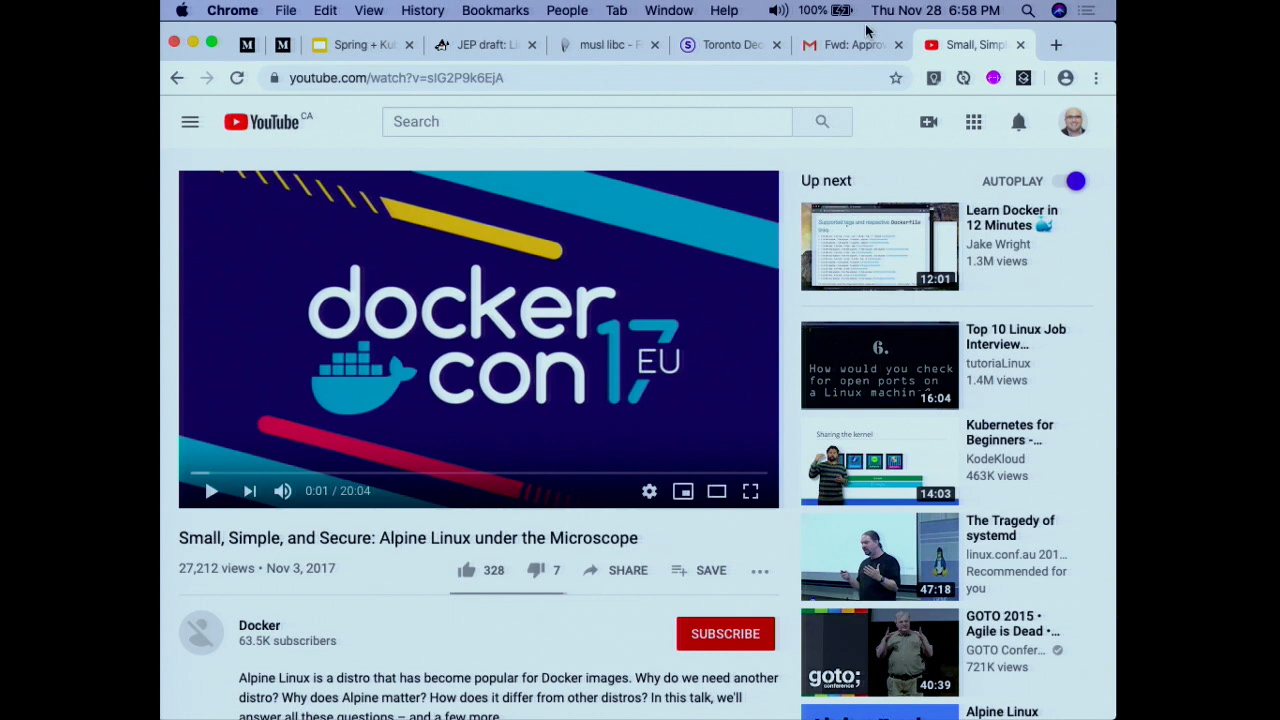 Chrome File Edit View History Bookmarks People Tab Window Help 100% Thu Nov 28 6:58 PM
Spring + Ku JEP draft: Li musl libc - F Toronto Dec Fwd: Approv Small, Simp
youtube.com/watch?v=sIG2P9k6EjA
YouTube CA
Search
docker
con 17 EU
0:01 / 20:04
Small, Simple, and Secure: Alpine Linux under the Microscope
27,212 views • Nov 3, 2017
328 7 SHARE SAVE
Docker
63.5K subscribers
SUBSCRIBE
Alpine Linux is a distro that has become popular for Docker images. Why do we need another
distro? Why does Alpine matter? How does it differ from other distros? In this talk, we'll
answer all these questions – and a few more.
Up next
AUTOPLAY
Supported tags and respective Dockerfile
12:01
Learn Docker in
12 Minutes
Jake Wright
1.3M views
6.
How would you check
for open ports on
a Linux machine?
16:04
Top 10 Linux Job
Interview...
tutoriaLinux
1.4M views
Sharing the kernel
14:03
Kubernetes for
Beginners -...
KodeKloud
463K views
47:18
The Tragedy of
systemd
linux.conf.au 201...
Recommended for
you
goto;
conference
40:39
GOTO 2015 •
Agile is Dead •...
GOTO Confer...
721K views
Alpine Linux